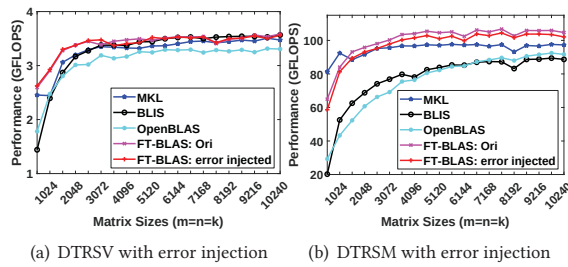 Performance (GFLOPS)
4
3
2
1
MKL
BLIS
OpenBLAS
FT-BLAS: Ori
FT-BLAS: error injected
1024
2048
3072
4096
5120
6144
7168
8192
9216
10240
Matrix Sizes (m=n=k)
(a) DTRSV with error injection
Performance (GFLOPS)
100
80
60
40
20
MKL
BLIS
OpenBLAS
FT-BLAS: Ori
FT-BLAS: error injected
1024
2048
3072
4096
5120
6144
7168
8192
9216
10240
Matrix Sizes (m=n=k)
(b) DTRSM with error injection